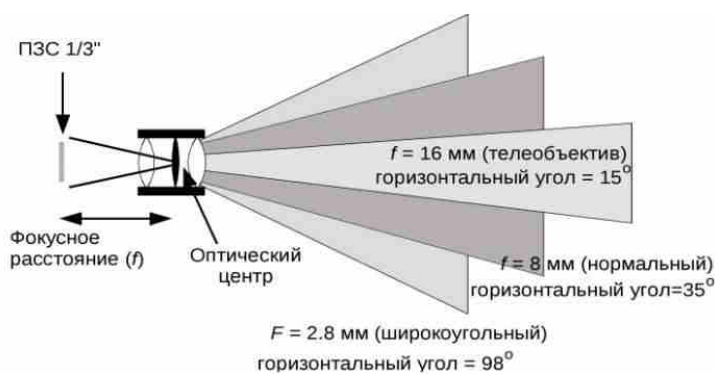 ПЗС 1/3"
f = 16 мм (телеобъектив)
горизонтальный угол = 15°
Фокусное
расстояние (f)
Оптический
центр
f = 8 мм (нормальный)
горизонтальный угол=35°
F = 2.8 мм (широкоугольный)
горизонтальный угол = 98°